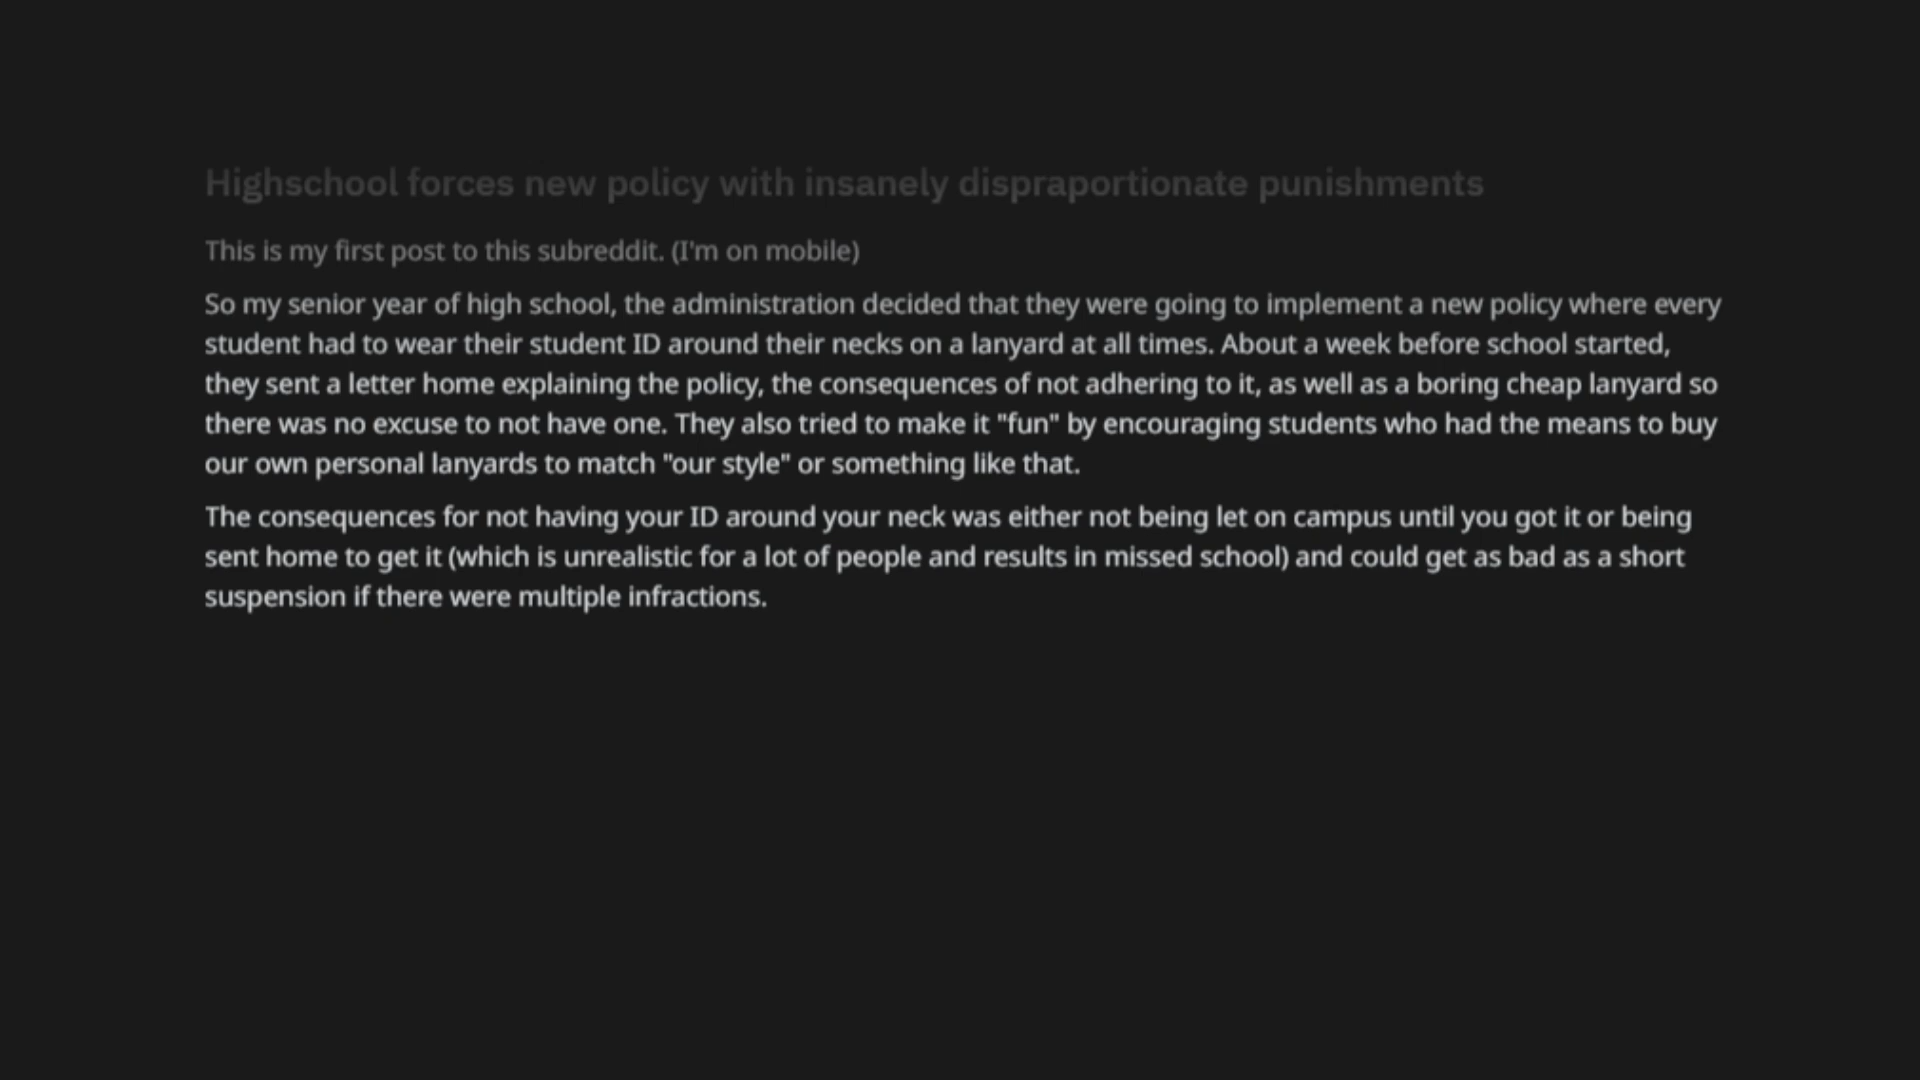 Highschool forces new policy with insanely dispraportionate punishments
This is my first post to this subreddit. (I'm on mobile)
So my senior year of high school, the administration decided that they were going to implement a new policy where every
student had to wear their student ID around their necks on a lanyard at all times. About a week before school started,
they sent a letter home explaining the policy, the consequences of not adhering to it, as well as a boring cheap lanyard so
there was no excuse to not have one. They also tried to make it "fun" by encouraging students who had the means to buy
our own personal lanyards to match "our style" or something like that.
The consequences for not having your ID around your neck was either not being let on campus until you got it or being
sent home to get it (which is unrealistic for a lot of people and results in missed school) and could get as bad as a short
suspension if there were multiple infractions.